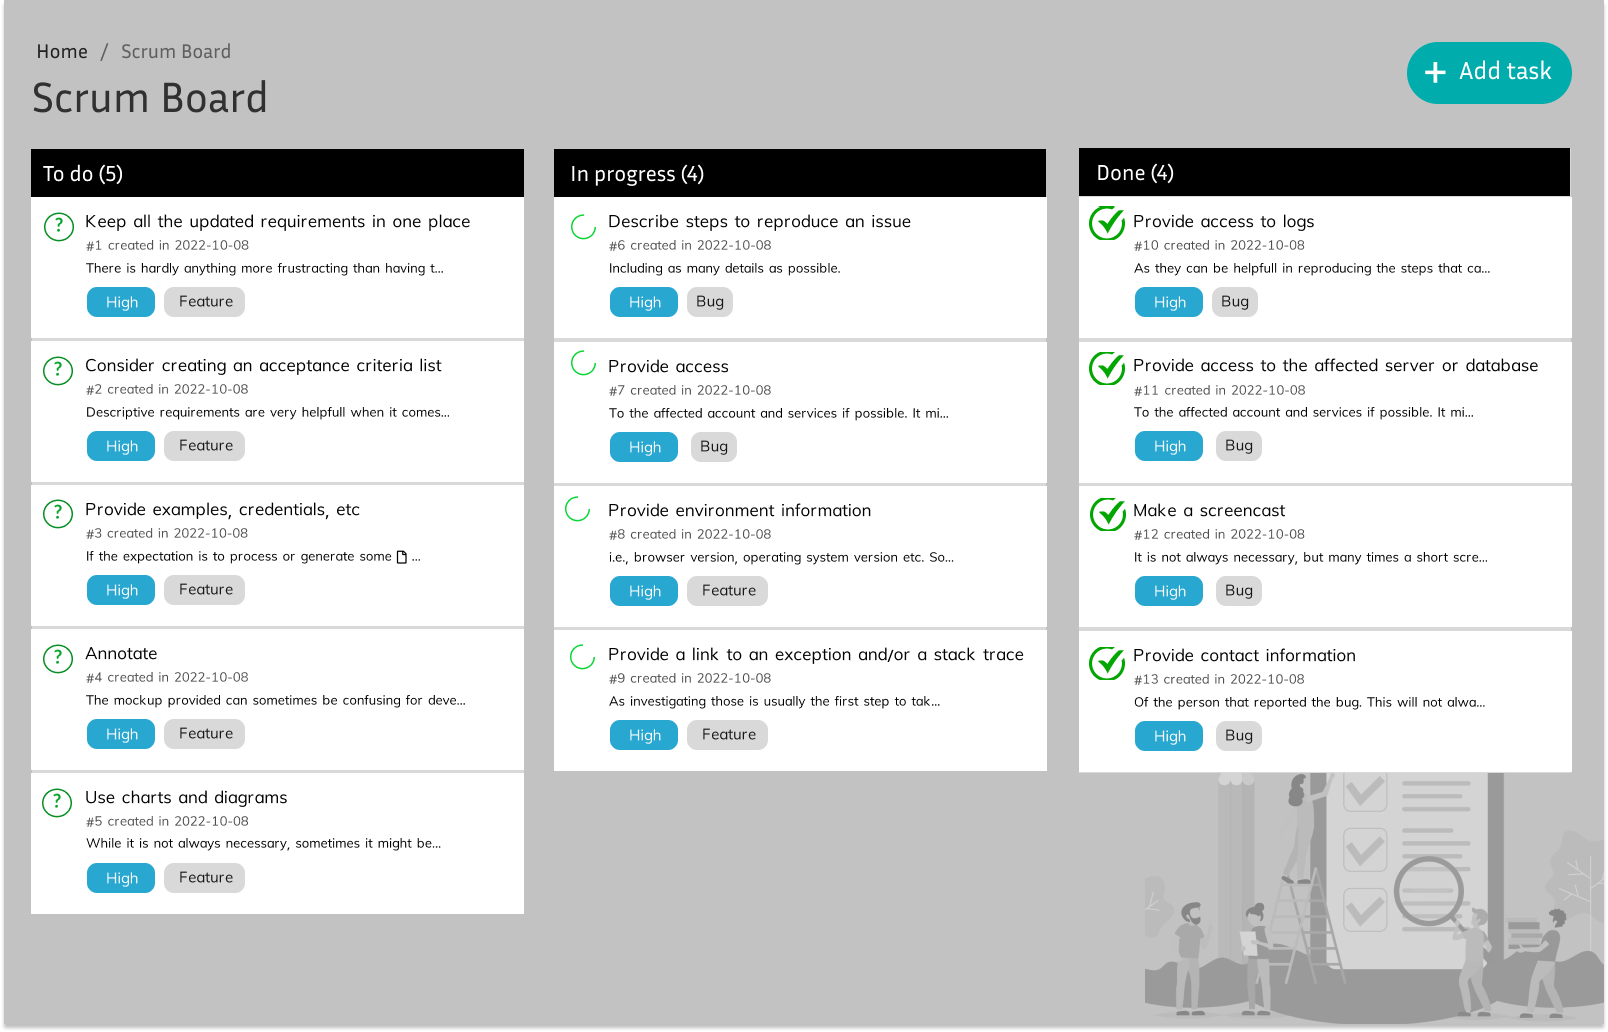 Home / Scrum Board
Scrum Board
+ Add task
To do (5)
? Keep all the updated requirements in one place
#1 created in 2022-10-08
There is hardly anything more frustracting than having t...
High Feature
? Consider creating an acceptance criteria list
#2 created in 2022-10-08
Descriptive requirements are very helpfull when it comes...
High Feature
? Provide examples, credentials, etc
#3 created in 2022-10-08
If the expectation is to process or generate some ...
High Feature
? Annotate
#4 created in 2022-10-08
The mockup provided can sometimes be confusing for deve...
High Feature
? Use charts and diagrams
#5 created in 2022-10-08
While it is not always necessary, sometimes it might be...
High Feature
In progress (4)
Describe steps to reproduce an issue
#6 created in 2022-10-08
Including as many details as possible.
High Bug
Provide access
#7 created in 2022-10-08
To the affected account and services if possible. It mi...
High Bug
Provide environment information
#8 created in 2022-10-08
i.e., browser version, operating system version etc. So...
High Feature
Provide a link to an exception and/or a stack trace
#9 created in 2022-10-08
As investigating those is usually the first step to tak...
High Feature
Done (4)
Provide access to logs
#10 created in 2022-10-08
As they can be helpfull in reproducing the steps that ca...
High Bug
Provide access to the affected server or database
#11 created in 2022-10-08
To the affected account and services if possible. It mi...
High Bug
Make a screencast
#12 created in 2022-10-08
It is not always necessary, but many times a short scre...
High Bug
Provide contact information
#13 created in 2022-10-08
Of the person that reported the bug. This will not alwa...
High Bug